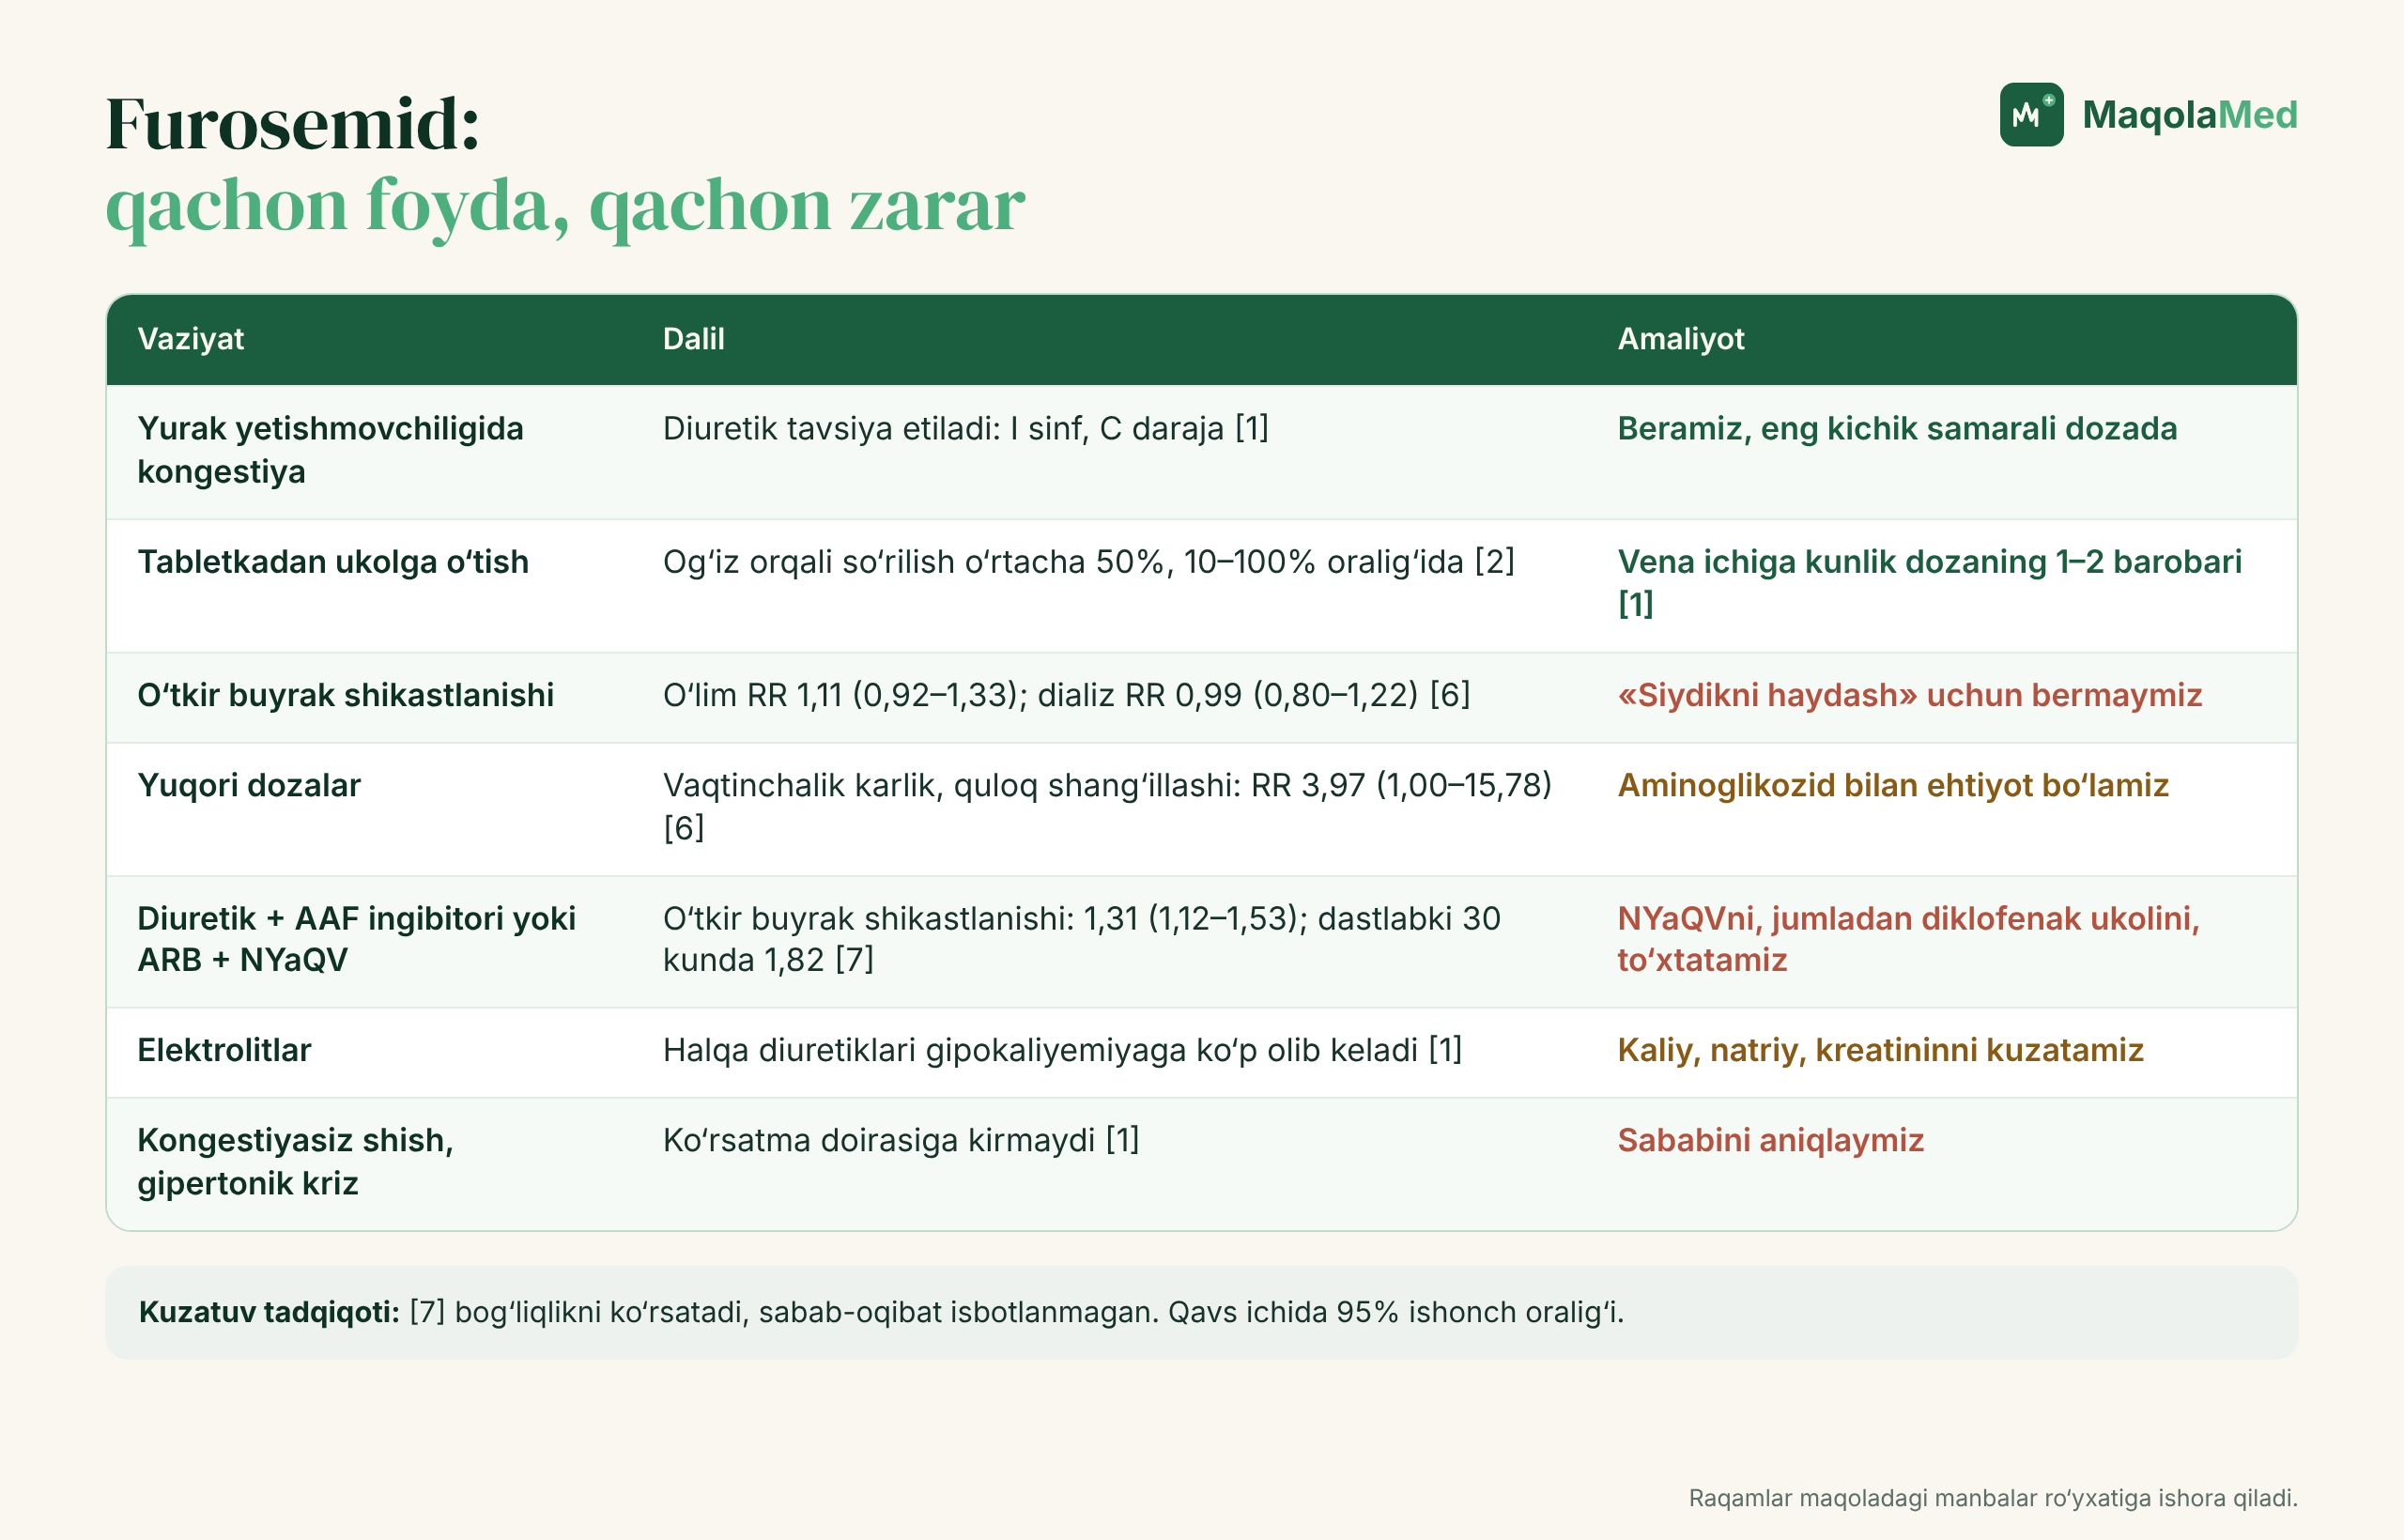 Furosemid:
qachon foyda, qachon zarar
MaqolaMed
Vaziyat
Dalil
Amaliyot
Yurak yetishmovchiligida
kongestiya
Diuretik tavsiya etiladi: I sinf, C daraja [1]
Beramiz, eng kichik samarali dozada
Tabletkadan ukolga o‘tish
Og‘iz orqali so‘rilish o‘rtacha 50%, 10–100% oralig‘ida [2]
Vena ichiga kunlik dozaning 1–2 barobari
[1]
O‘tkir buyrak shikastlanishi
O‘lim RR 1,11 (0,92–1,33); dializ RR 0,99 (0,80–1,22) [6]
«Siydikni haydash» uchun bermaymiz
Yuqori dozalar
Vaqtinchalik karlik, quloq shang‘illashi: RR 3,97 (1,00–15,78)
[6]
Aminoglikozid bilan ehtiyot bo‘lamiz
Diuretik + AAF ingibitori yoki
ARB + NYaQV
O‘tkir buyrak shikastlanishi: 1,31 (1,12–1,53); dastlabki 30
kunda 1,82 [7]
NYaQVni, jumladan diklofenak ukolini,
to‘xtatamiz
Elektrolitlar
Halqa diuretiklari gipokaliyemiyaga ko‘p olib keladi [1]
Kaliy, natriy, kreatininni kuzatamiz
Kongestiyasiz shish,
gipertonik kriz
Ko‘rsatma doirasiga kirmaydi [1]
Sababini aniqlaymiz
Kuzatuv tadqiqoti: [7] bog‘liqlikni ko‘rsatadi, sabab-oqibat isbotlanmagan. Qavs ichida 95% ishonch oralig‘i.
Raqamlar maqoladagi manbalar ro‘yxatiga ishora qiladi.